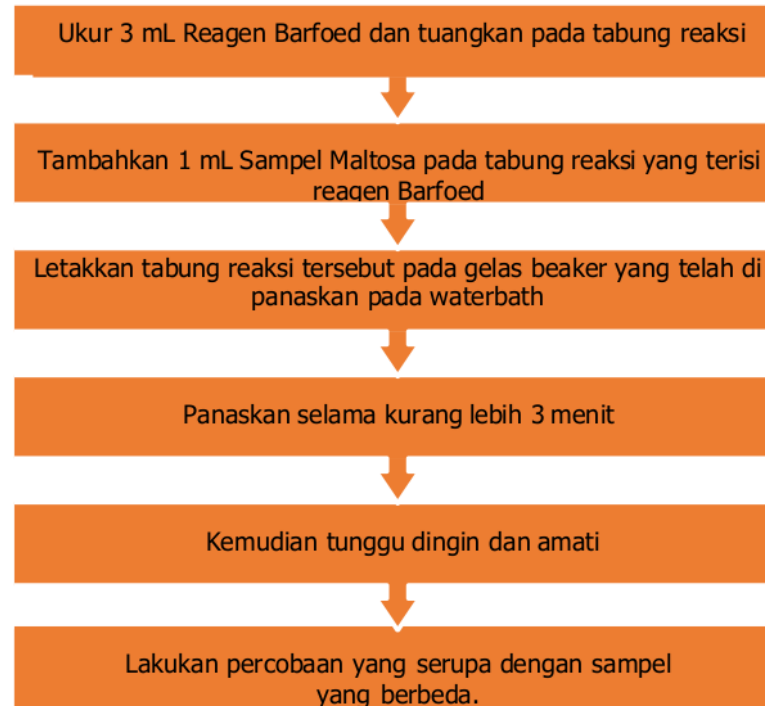 Ukur 3 mL Reagen Barfoed dan tuangkan pada tabung reaksi
Tambahkan 1 mL Sampel Maltosa pada tabung reaksi yang terisi
reagen Barfoed
Letakkan tabung reaksi tersebut pada gelas beaker yang telah di
panaskan pada waterbath
Panaskan selama kurang lebih 3 menit
Kemudian tunggu dingin dan amati
Lakukan percobaan yang serupa dengan sampel
yang berbeda.